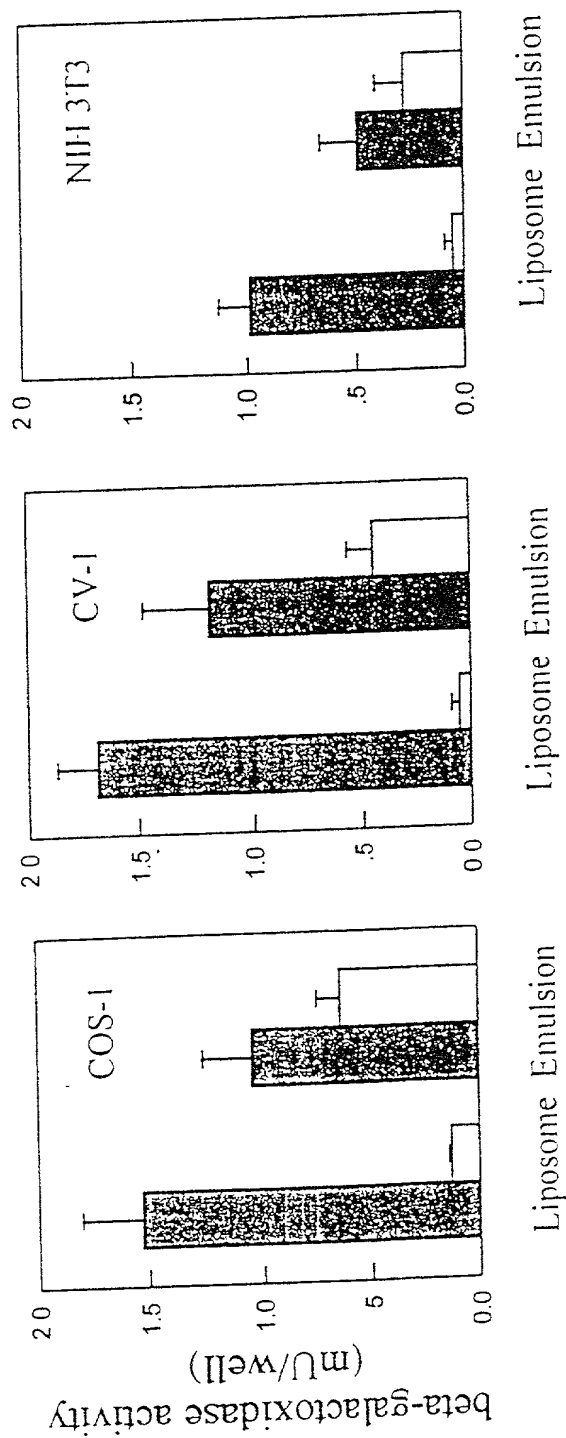 beta-galactoxidase activity
(mU/well)
2 0
1.5
1.0
.5
0.0
COS-1
Liposome Emulsion
2 0
1.5
1.0
.5
0 0
CV-1
Liposome Emulsion
2 0
1.5
1.0
.5
0.0
NIH 3T3
Liposome Emulsion